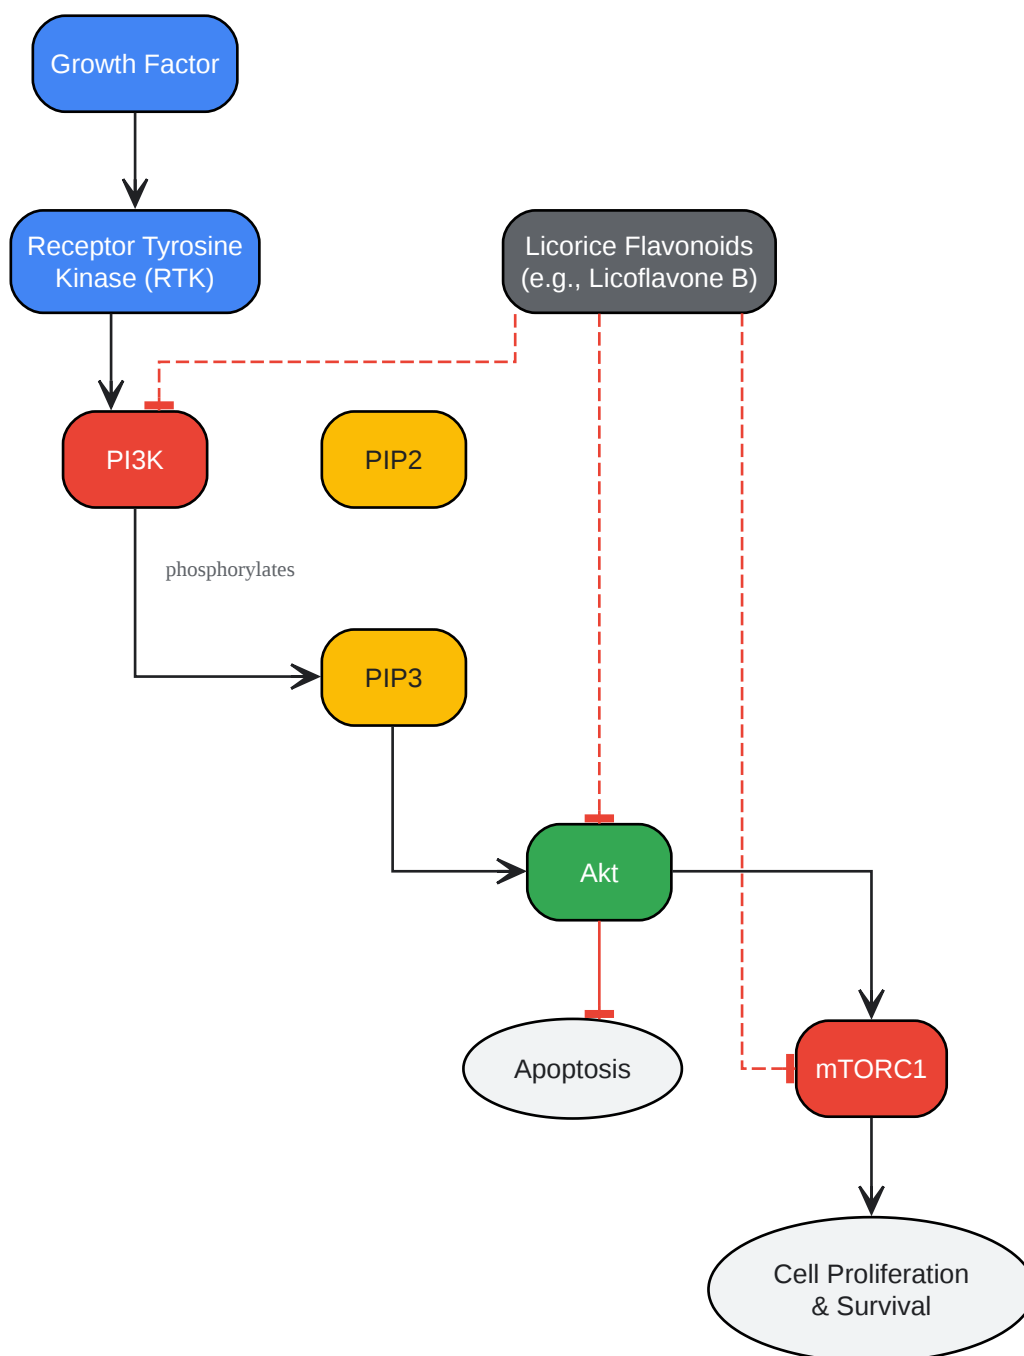 Growth Factor
Receptor Tyrosine
Kinase (RTK)
Licorice Flavonoids
(e.g., Licoflavone B)
PI3K
PIP2
phosphorylates
PIP3
Akt
Apoptosis
mTORC1
Cell Proliferation
& Survival